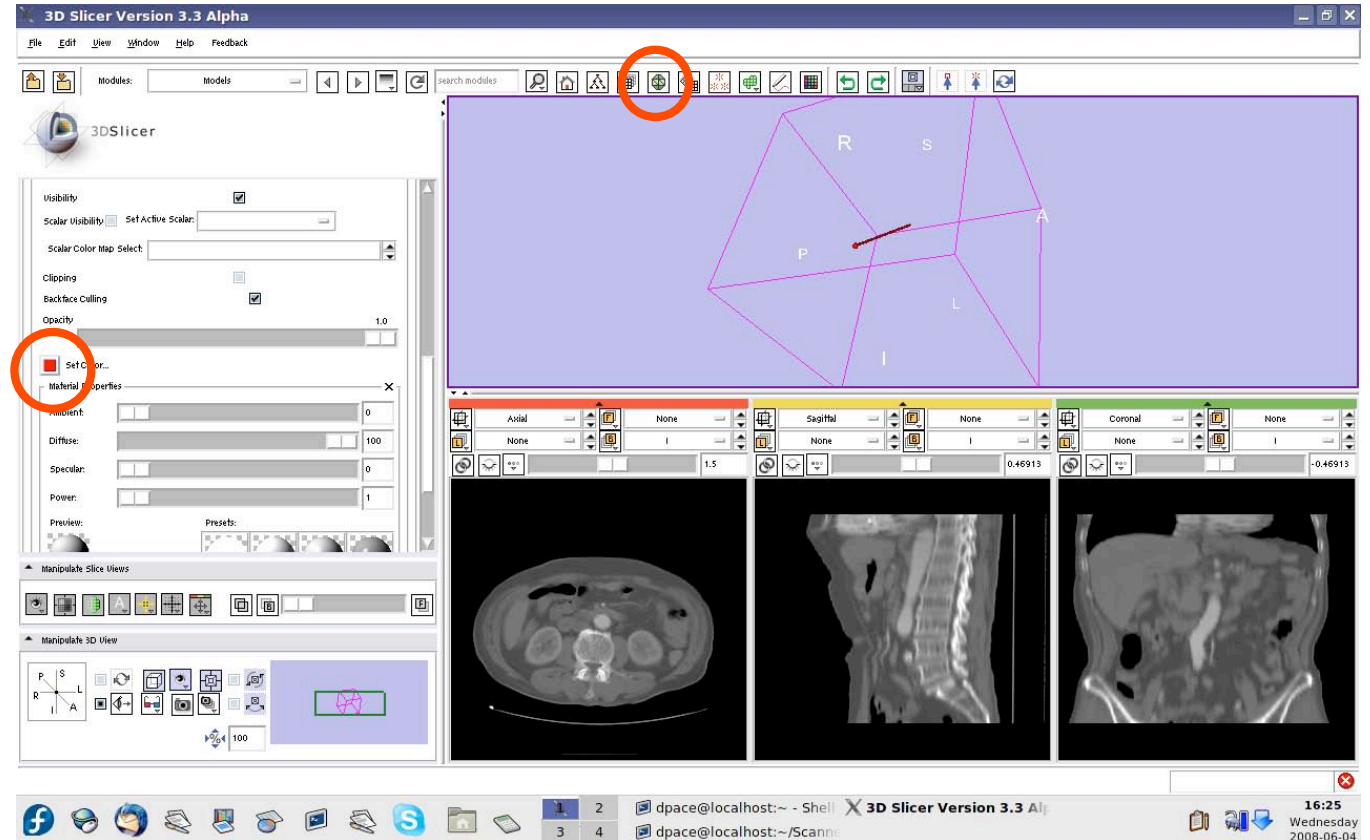 3D Slicer Version 3.3 Alpha
File Edit View Window Help Feedback
Modules: Models search modules
3DSlicer
Visibility
Scalar Visibility Set Active Scalar:
Scalar Color Map Select:
Clipping
Backface Culling
Opacity 1.0
Set Color...
Material Properties
Ambient: 0
Diffuse: 100
Specular: 0
Power: 1
Preview: Presets:
Manipulate Slice Views
A B F
Manipulate 3D View
P S
R L
I A
% 100
R S
A
P
L
I
Axial F None
L None B I
1.5
Sagittal F None
L None B I
0.46913
Coronal F None
L None B I
-0.46913
1 2 dpace@localhost:~ - Shell 3D Slicer Version 3.3 Al
3 4 dpace@localhost:~/Scann
16:25
Wednesday
2008-06-04